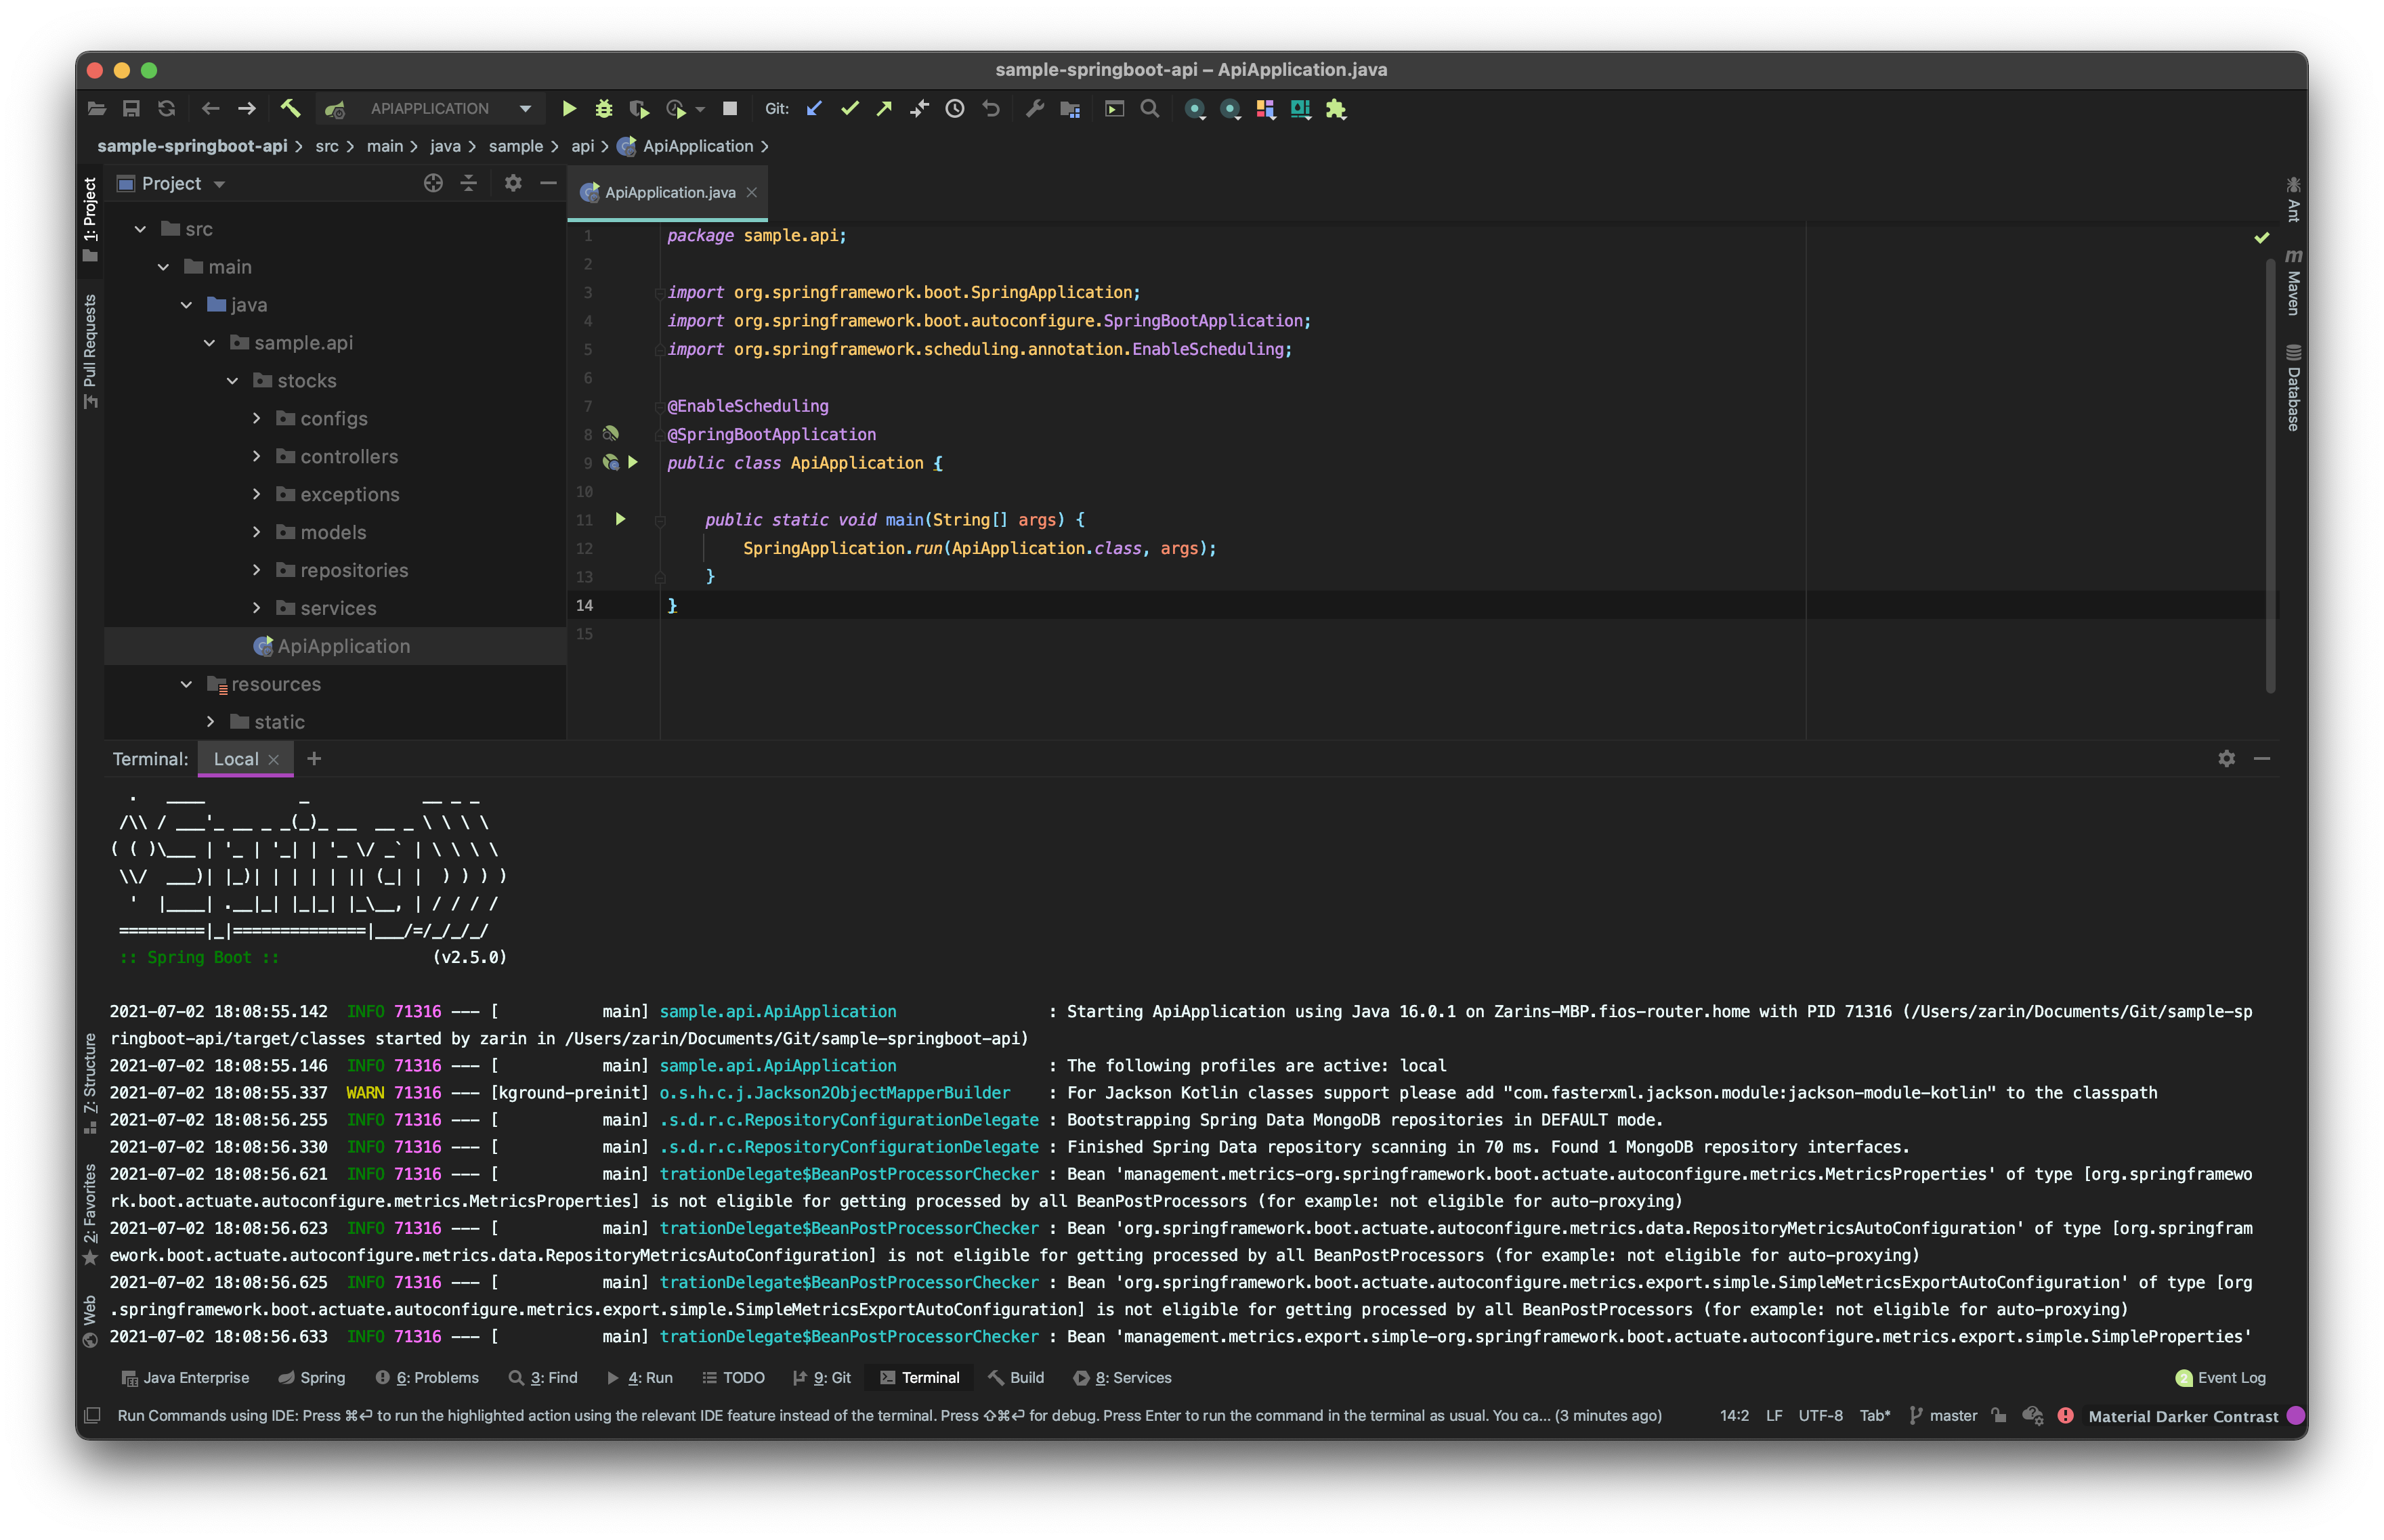 sample-springboot-api – ApiApplication.java
APIAPPLICATION
Git:
sample-springboot-api > src > main > java > sample > api > ApiApplication >
1: Project
Pull Requests
Project
src
main
java
sample.api
stocks
configs
controllers
exceptions
models
repositories
services
ApiApplication
resources
static
ApiApplication.java
1 package sample.api;
2
3 import org.springframework.boot.SpringApplication;
4 import org.springframework.boot.autoconfigure.SpringBootApplication;
5 import org.springframework.scheduling.annotation.EnableScheduling;
6
7 @EnableScheduling
8 @SpringBootApplication
9 public class ApiApplication {
10
11     public static void main(String[] args) {
12         SpringApplication.run(ApiApplication.class, args);
13     }
14 }
15
Ant
m Maven
Database
Terminal: Local +
  .   ____          _            __ _ _
 /\\ / ___'_ __ _ _(_)_ __  __ _ \ \ \ \
( ( )\___ | '_ | '_| | '_ \/ _` | \ \ \ \
 \\/  ___)| |_)| | | | | || (_| |  ) ) ) )
  '  |____| .__|_| |_|_| |_\__, | / / / /
 =========|_|==============|___/=/_/_/_/
 :: Spring Boot ::                (v2.5.0)
2021-07-02 18:08:55.142  INFO 71316 --- [           main] sample.api.ApiApplication                : Starting ApiApplication using Java 16.0.1 on Zarins-MBP.fios-router.home with PID 71316 (/Users/zarin/Documents/Git/sample-sp
ringboot-api/target/classes started by zarin in /Users/zarin/Documents/Git/sample-springboot-api)
2021-07-02 18:08:55.146  INFO 71316 --- [           main] sample.api.ApiApplication                : The following profiles are active: local
2021-07-02 18:08:55.337  WARN 71316 --- [kground-preinit] o.s.h.c.j.Jackson2ObjectMapperBuilder    : For Jackson Kotlin classes support please add "com.fasterxml.jackson.module:jackson-module-kotlin" to the classpath
2021-07-02 18:08:56.255  INFO 71316 --- [           main] .s.d.r.c.RepositoryConfigurationDelegate : Bootstrapping Spring Data MongoDB repositories in DEFAULT mode.
2021-07-02 18:08:56.330  INFO 71316 --- [           main] .s.d.r.c.RepositoryConfigurationDelegate : Finished Spring Data repository scanning in 70 ms. Found 1 MongoDB repository interfaces.
2021-07-02 18:08:56.621  INFO 71316 --- [           main] trationDelegate$BeanPostProcessorChecker : Bean 'management.metrics-org.springframework.boot.actuate.autoconfigure.metrics.MetricsProperties' of type [org.springframewo
rk.boot.actuate.autoconfigure.metrics.MetricsProperties] is not eligible for getting processed by all BeanPostProcessors (for example: not eligible for auto-proxying)
2021-07-02 18:08:56.623  INFO 71316 --- [           main] trationDelegate$BeanPostProcessorChecker : Bean 'org.springframework.boot.actuate.autoconfigure.metrics.data.RepositoryMetricsAutoConfiguration' of type [org.springfram
ework.boot.actuate.autoconfigure.metrics.data.RepositoryMetricsAutoConfiguration] is not eligible for getting processed by all BeanPostProcessors (for example: not eligible for auto-proxying)
2021-07-02 18:08:56.625  INFO 71316 --- [           main] trationDelegate$BeanPostProcessorChecker : Bean 'org.springframework.boot.actuate.autoconfigure.metrics.export.simple.SimpleMetricsExportAutoConfiguration' of type [org
.springframework.boot.actuate.autoconfigure.metrics.export.simple.SimpleMetricsExportAutoConfiguration] is not eligible for getting processed by all BeanPostProcessors (for example: not eligible for auto-proxying)
2021-07-02 18:08:56.633  INFO 71316 --- [           main] trationDelegate$BeanPostProcessorChecker : Bean 'management.metrics.export.simple-org.springframework.boot.actuate.autoconfigure.metrics.export.simple.SimpleProperties'
7: Structure
2: Favorites
Web
Java Enterprise Spring 6: Problems 3: Find 4: Run TODO 9: Git Terminal Build 8: Services 2 Event Log
Run Commands using IDE: Press ⌘⏎ to run the highlighted action using the relevant IDE feature instead of the terminal. Press ⇧⌘⏎ for debug. Press Enter to run the command in the terminal as usual. You ca... (3 minutes ago) 14:2 LF UTF-8 Tab* master Material Darker Contrast